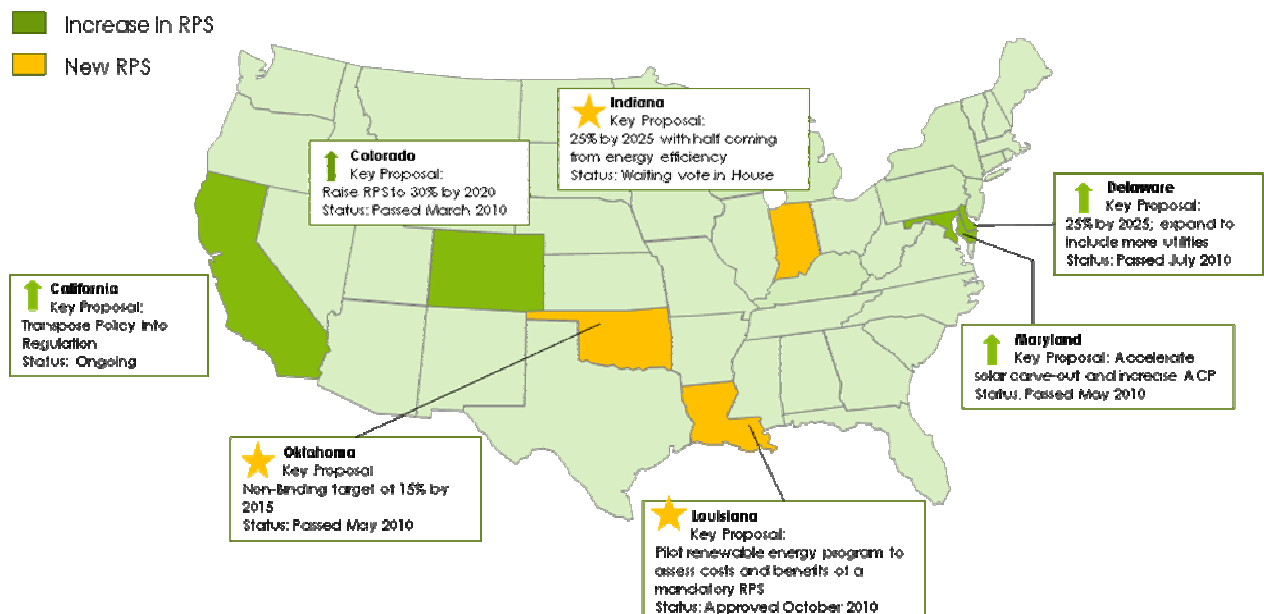 Increase in RPS
New RPS
Indiana
Key Proposal:
25% by 2025 with half coming
from energy efficiency
Status: Waiting vote in House
Colorado
Key Proposal:
Raise RPS to 30% by 2020
Status: Passed March 2010
Delaware
Key Proposal:
25% by 2025; expand to
include more utilities
Status: Passed July 2010
California
Key Proposal:
Transpose Policy into
Regulation
Status: Ongoing
Maryland
Key Proposal: Accelerate
solar carve-out and increase ACP
Status: Passed May 2010
Oklahoma
Key Proposal
Non-Binding target of 15% by
2015
Status: Passed May 2010
Louisiana
Key Proposal:
Pilot renewable energy program to
assess costs and benefits of a
mandatory RPS
Status: Approved October 2010